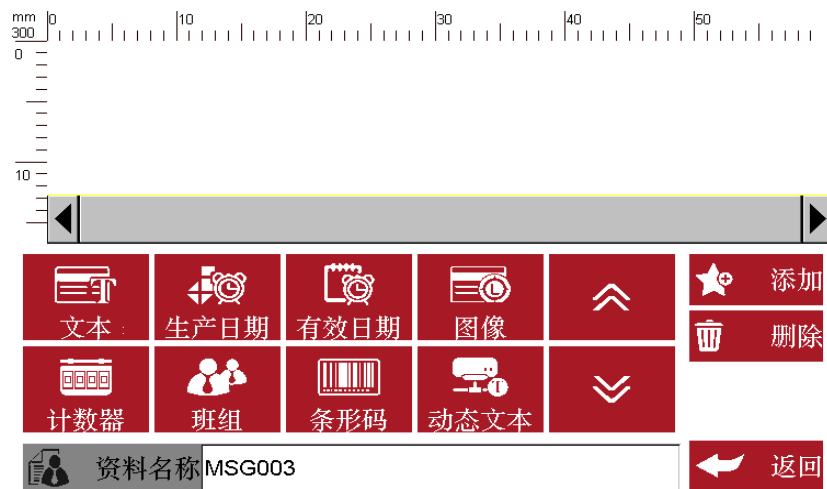 mm 0 10 20 30 40 50
300
0
10
文本 : 生产日期 有效日期 图像
添加
删除
计数器 班组 条形码 动态文本
资料名称 MSG003
返回